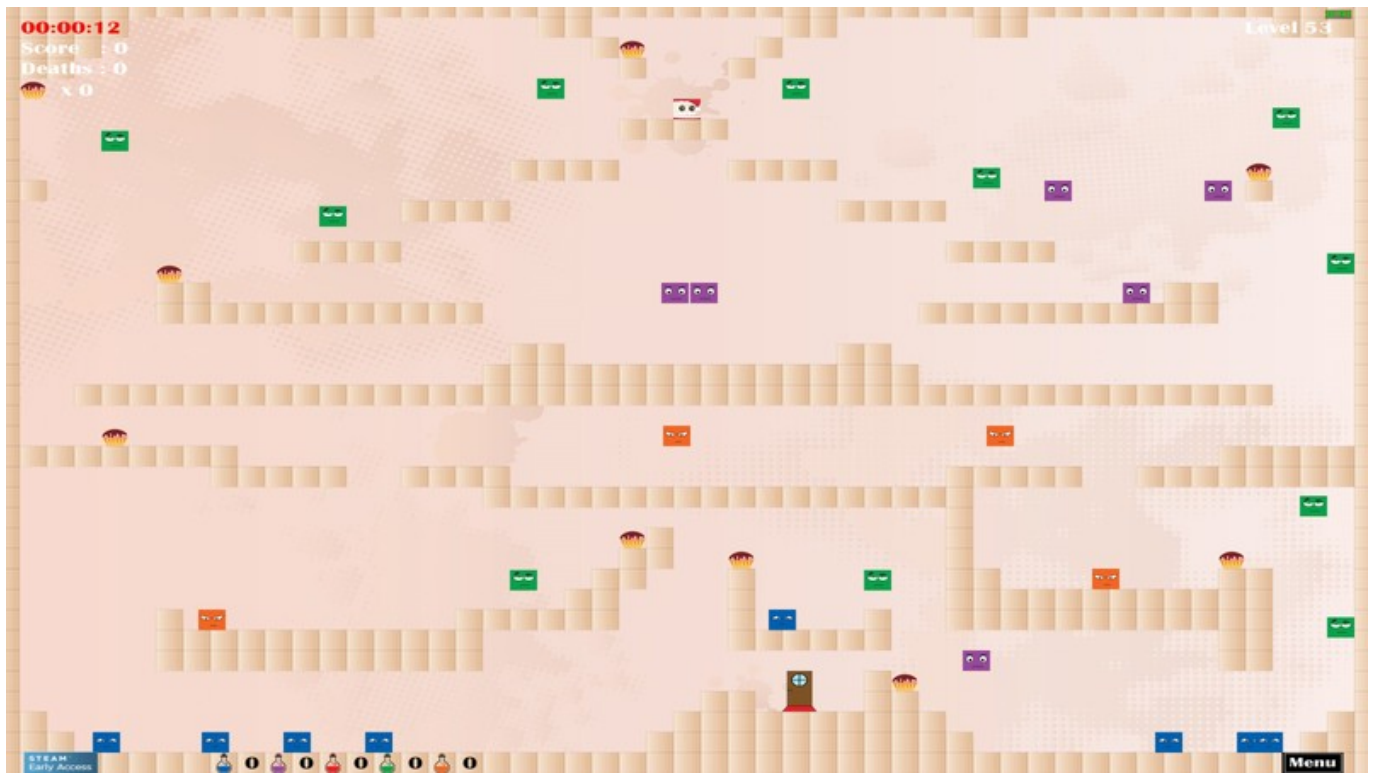 00:00:12
Score : 0
Deaths : 0
x 0
Level 53
STEAM
Early Access
0 0 0 0 0
Menu